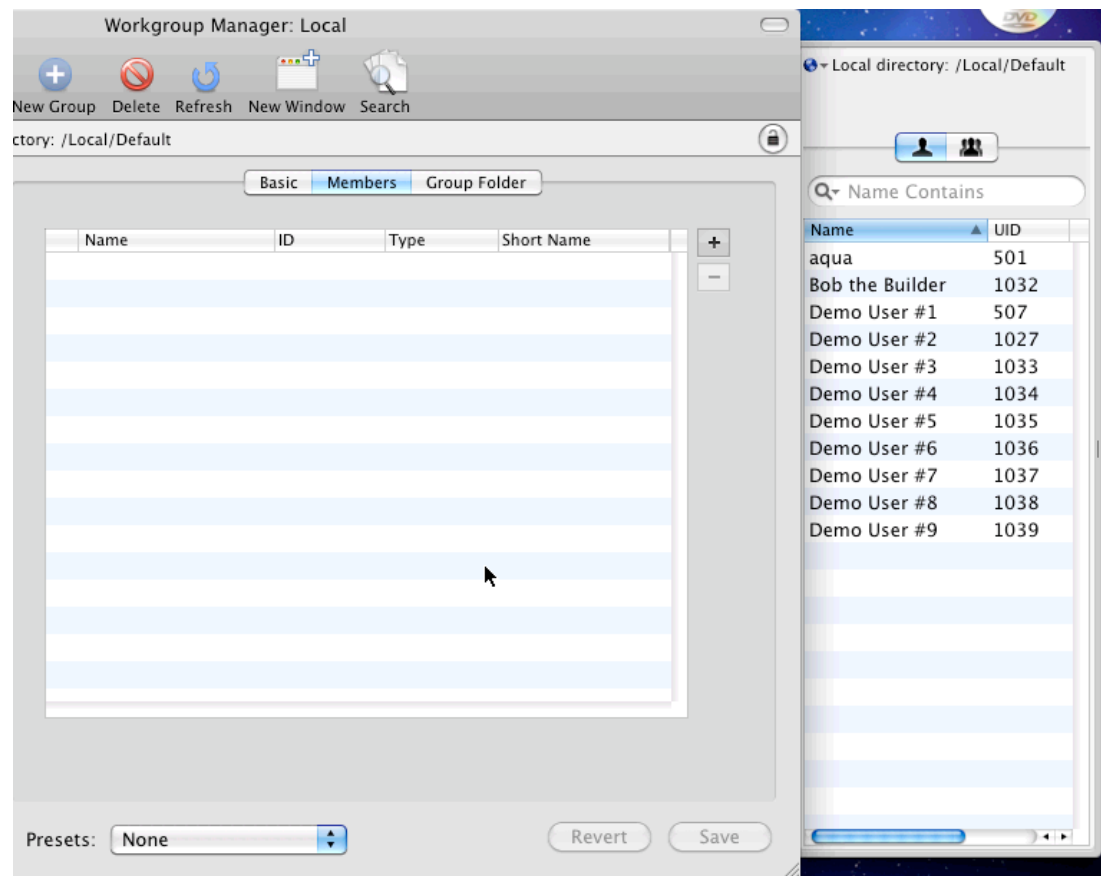 Workgroup Manager: Local
New Group Delete Refresh New Window Search
ctory: /Local/Default
Basic Members Group Folder
Name ID Type Short Name
+
−
Presets: None
Revert Save
DVD
Local directory: /Local/Default
Name Contains
Name UID
aqua 501
Bob the Builder 1032
Demo User #1 507
Demo User #2 1027
Demo User #3 1033
Demo User #4 1034
Demo User #5 1035
Demo User #6 1036
Demo User #7 1037
Demo User #8 1038
Demo User #9 1039